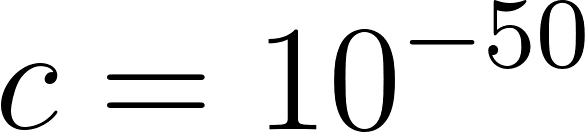 c = 10⁻⁵⁰